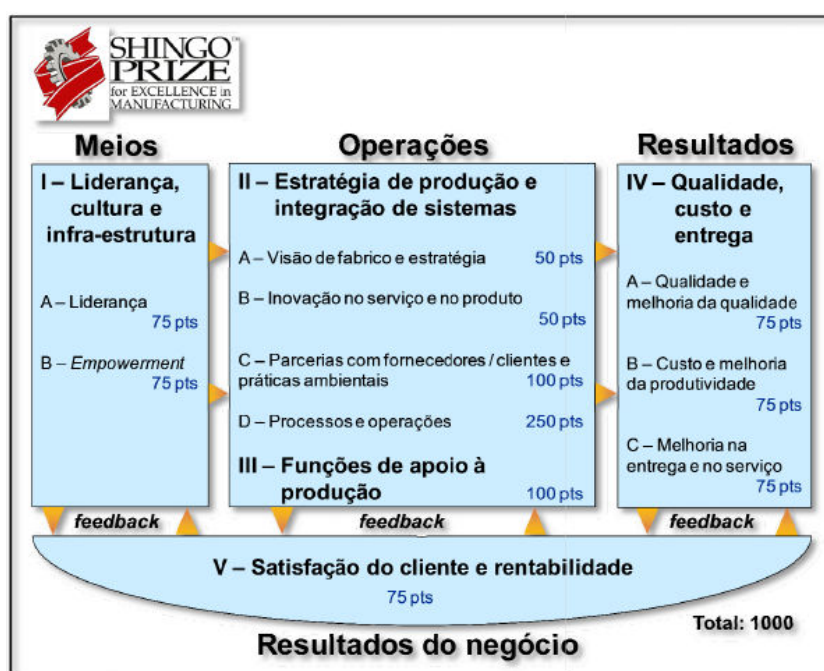 SHINGO™
PRIZE
for EXCELLENCE in
MANUFACTURING
Meios
I – Liderança,
cultura e
infra-estrutura
A – Liderança
75 pts
B – Empowerment
75 pts
Operações
II – Estratégia de produção e
integração de sistemas
A – Visão de fabrico e estratégia 50 pts
B – Inovação no serviço e no produto
50 pts
C – Parcerias com fornecedores / clientes e
práticas ambientais 100 pts
D – Processos e operações 250 pts
III – Funções de apoio à
produção 100 pts
Resultados
IV – Qualidade,
custo e
entrega
A – Qualidade e
melhoria da qualidade
75 pts
B – Custo e melhoria
da produtividade
75 pts
C – Melhoria na
entrega e no serviço
75 pts
feedback
feedback
feedback
V – Satisfação do cliente e rentabilidade
75 pts
Total: 1000
Resultados do negócio